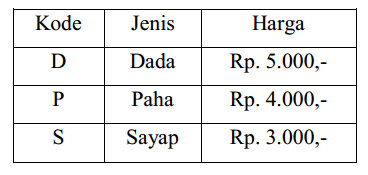 Kode Jenis Harga
D Dada Rp. 5.000,-
P Paha Rp. 4.000,-
S Sayap Rp. 3.000,-